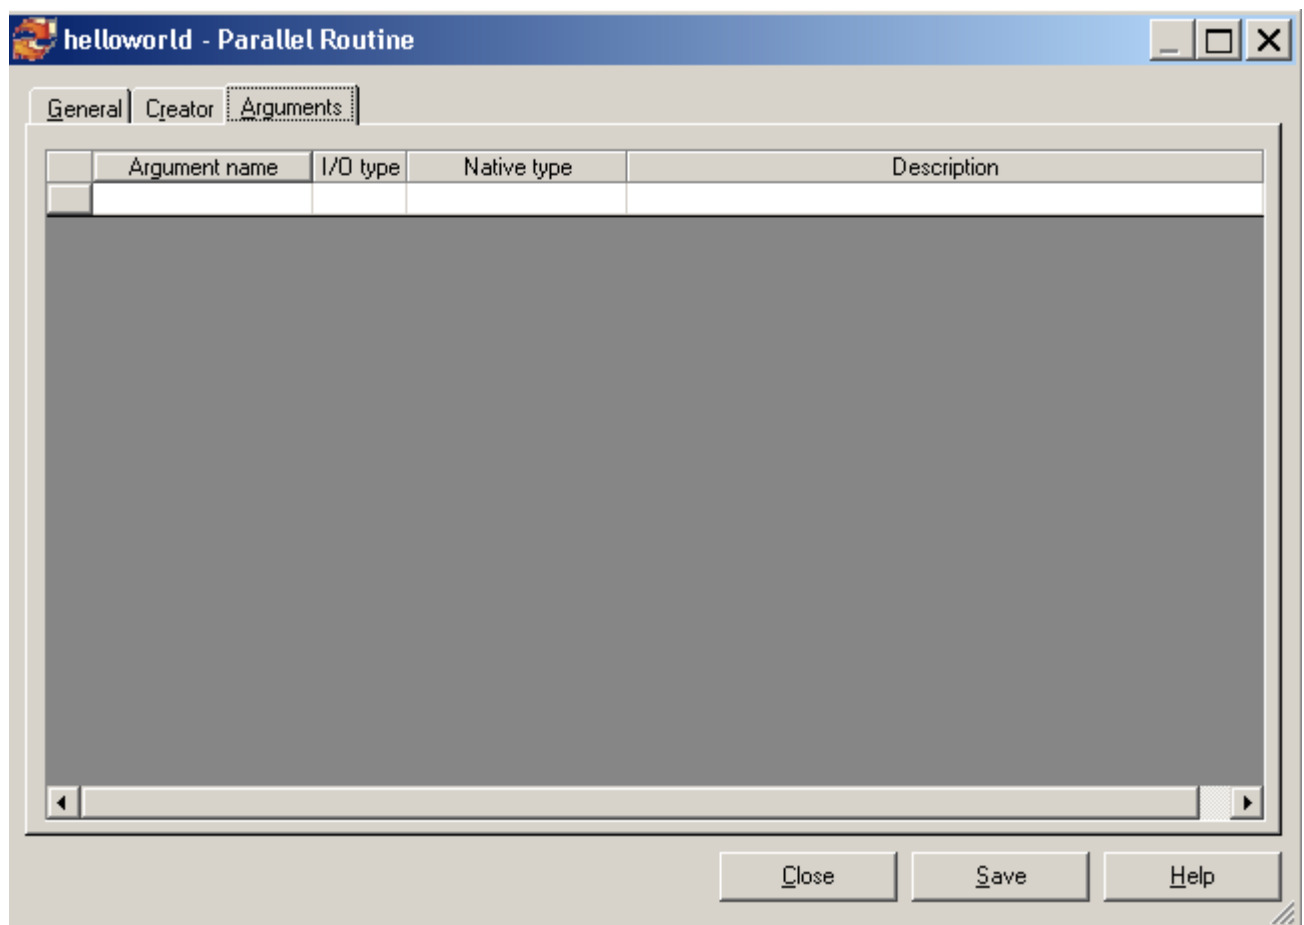 helloworld - Parallel Routine
General Creator Arguments
Argument name I/O type Native type Description
Close Save Help